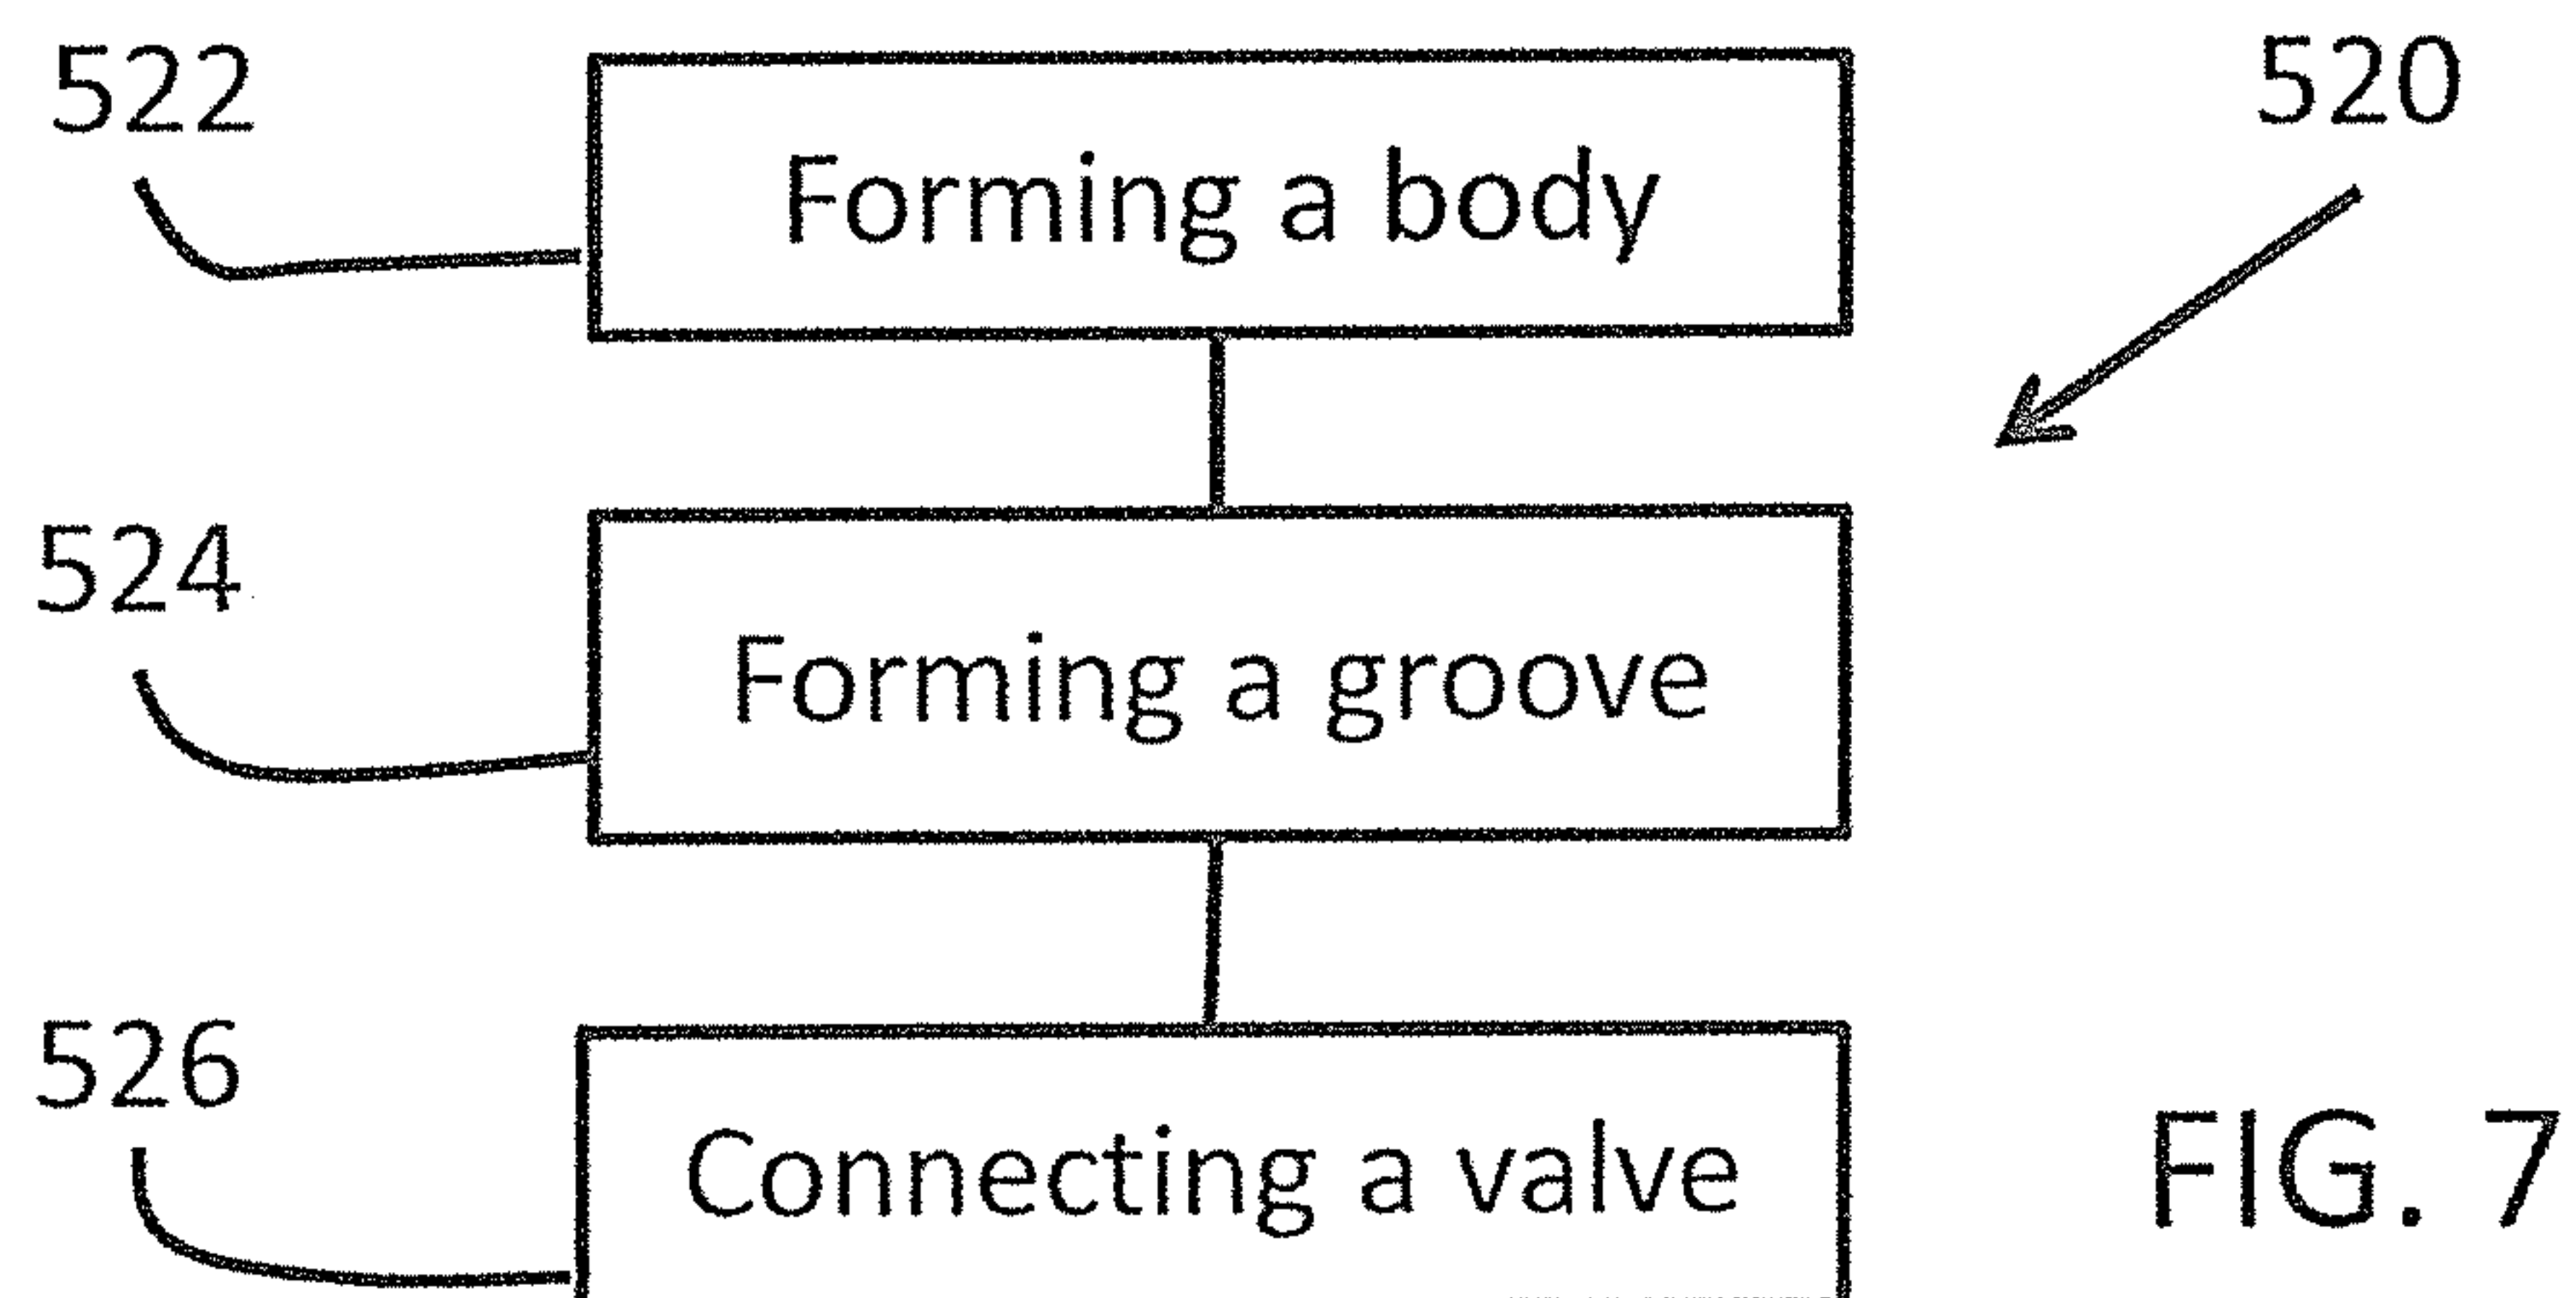 522
520
Forming a body
524
Forming a groove
526
Connecting a valve
FIG. 7